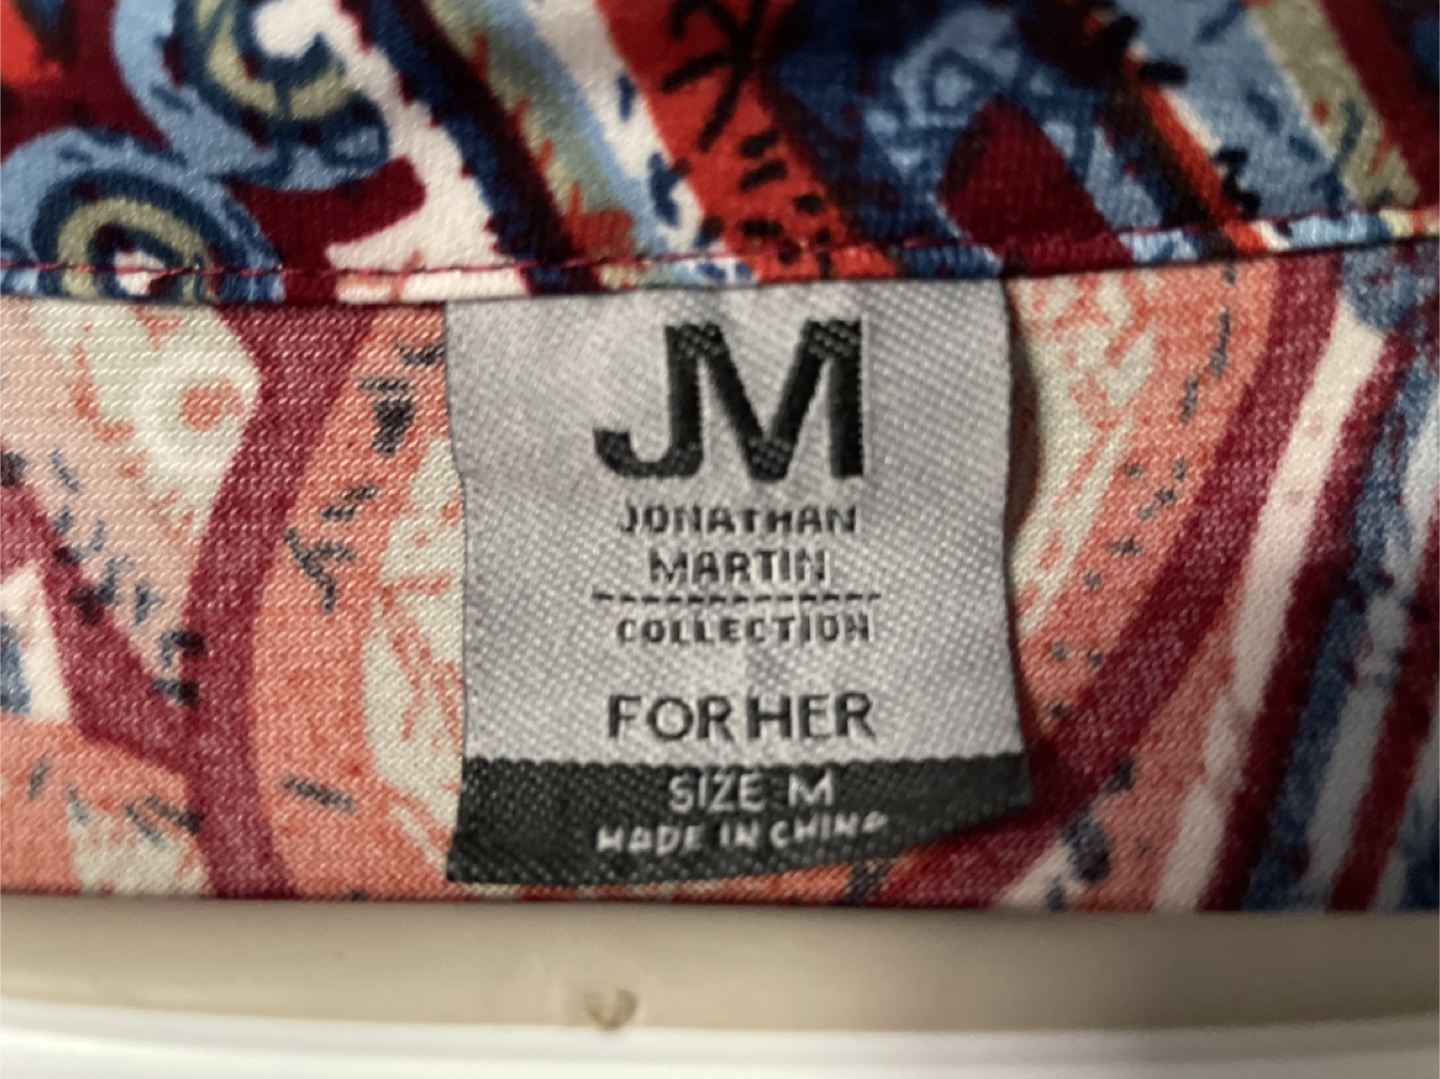 JM
JONATHAN
MARTIN
COLLECTION
FOR HER
SIZE M
MADE IN CHINA